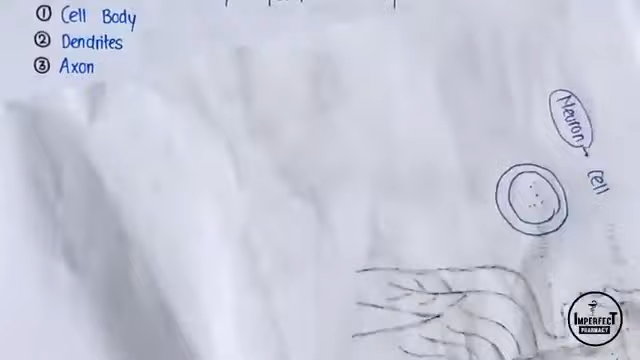 ① Cell Body
② Dendrites
③ Axon
Neuron
Cell
IMPERFECT
PHARMACY